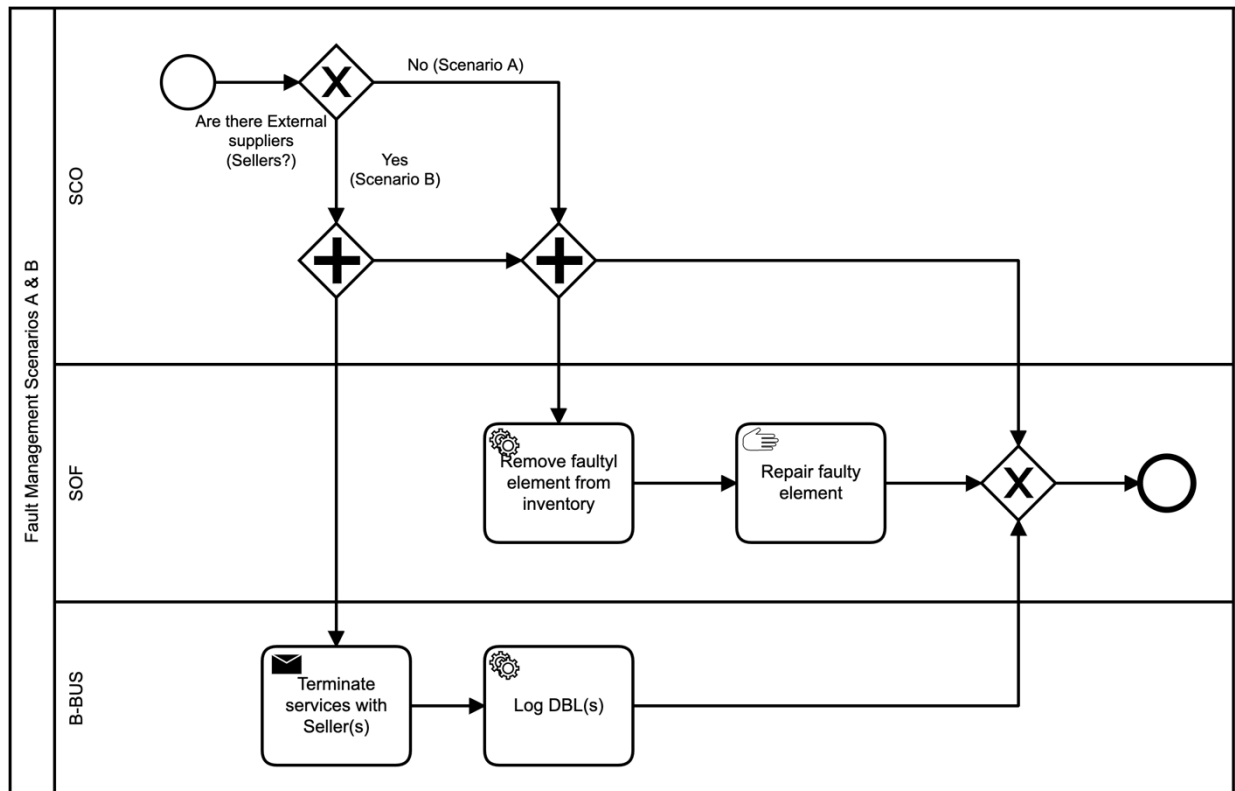 Fault Management Scenarios A & B
SCO
No (Scenario A)
Are there External
suppliers
(Sellers?)
Yes
(Scenario B)
SOF
Remove faultyl
element from
inventory
Repair faulty
element
B-BUS
Terminate
services with
Seller(s)
Log DBL(s)